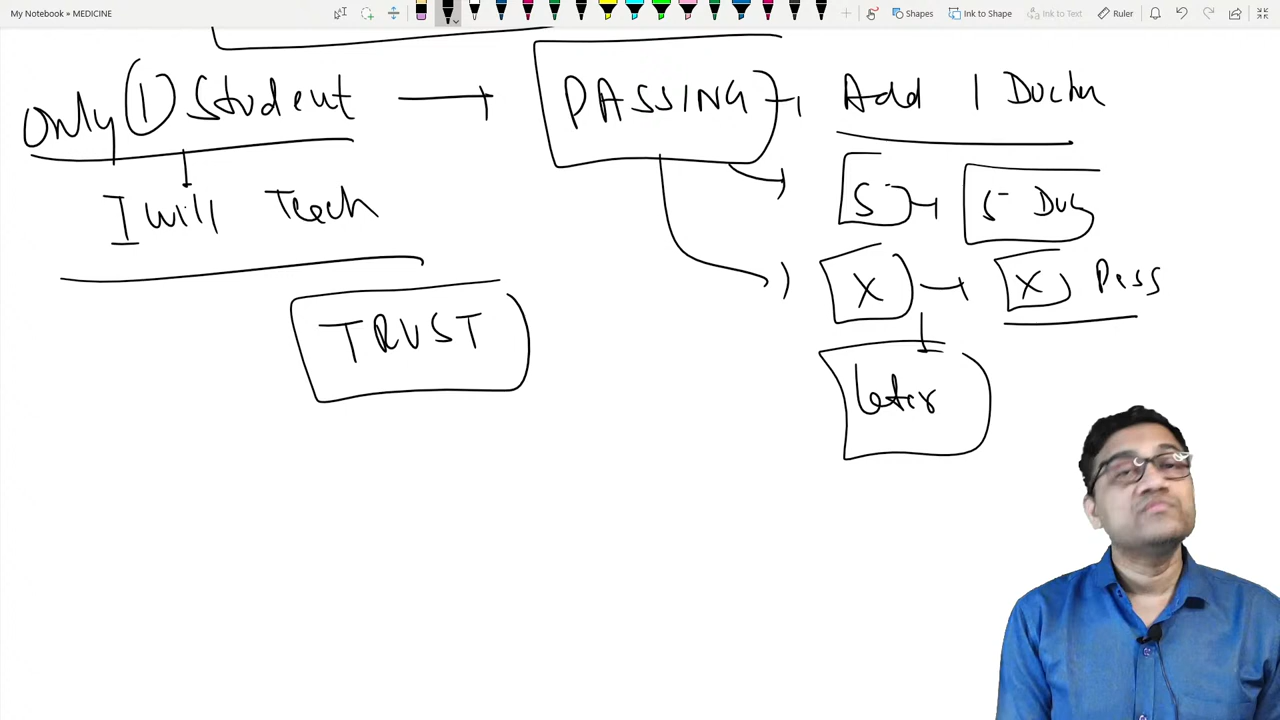 My Notebook » MEDICINE
Shapes Ink to Shape Ink to Text Ruler
Only 1 Student → PASSING → Add 1 Doctor
I will Teach
5 → 5 Doc
X → X Pass
TRUST
later